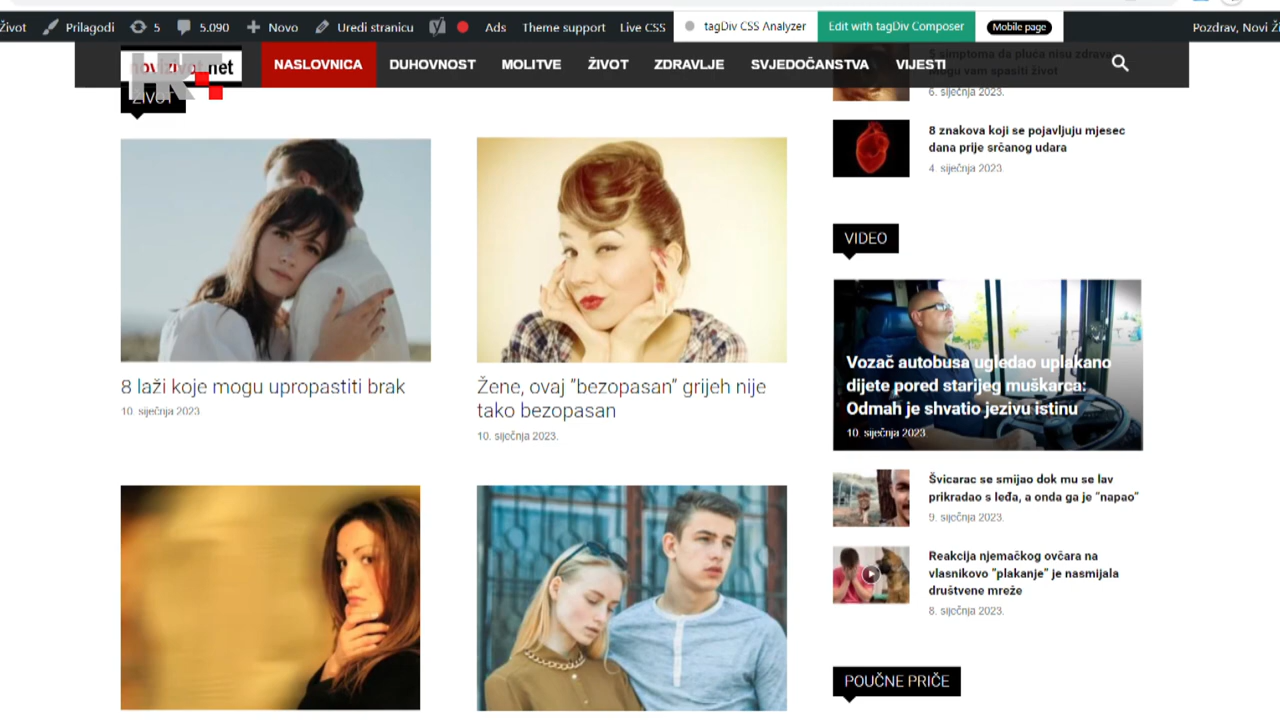 Život Prilagodi 5 5.090 Novo Uredi stranicu Ads Theme support Live CSS tagDiv CSS Analyzer Edit with tagDiv Composer Mobile page Pozdrav, Novi Ži
novizivot.net
HRT
NASLOVNICA DUHOVNOST MOLITVE ŽIVOT ZDRAVLJE SVJEDOČANSTVA VIJESTI
ŽIVOT
8 laži koje mogu upropastiti brak
10. siječnja 2023.
Žene, ovaj ”bezopasan” grijeh nije
tako bezopasan
10. siječnja 2023.
5 simptoma da pluća nisu zdrava:
Mogu vam spasiti život
6. siječnja 2023.
8 znakova koji se pojavljuju mjesec
dana prije srčanog udara
4. siječnja 2023.
VIDEO
Vozač autobusa ugledao uplakano
dijete pored starijeg muškarca:
Odmah je shvatio jezivu istinu
10. siječnja 2023.
Švicarac se smijao dok mu se lav
prikradao s leđa, a onda ga je ”napao”
9. siječnja 2023.
Reakcija njemačkog ovčara na
vlasnikovo ”plakanje” je nasmijala
društvene mreže
8. siječnja 2023.
POUČNE PRIČE